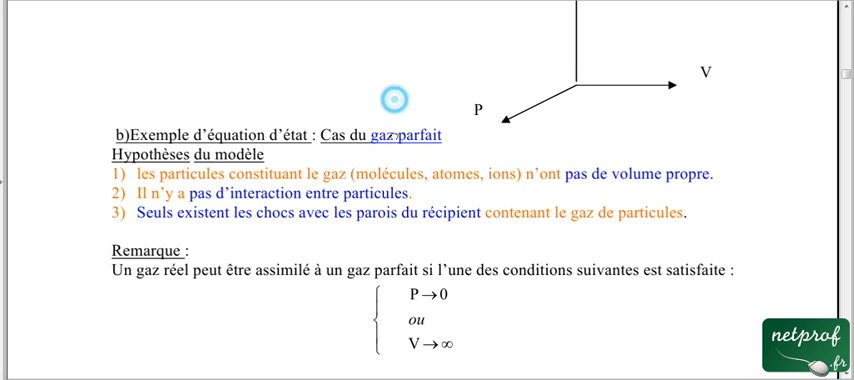 V
P
b)Exemple d’équation d’état : Cas du gaz parfait
Hypothèses du modèle
1) les particules constituant le gaz (molécules, atomes, ions) n’ont pas de volume propre.
2) Il n’y a pas d’interaction entre particules.
3) Seuls existent les chocs avec les parois du récipient contenant le gaz de particules.
Remarque :
Un gaz réel peut être assimilé à un gaz parfait si l’une des conditions suivantes est satisfaite :
P→0
ou
V→∞
netprof
.fr